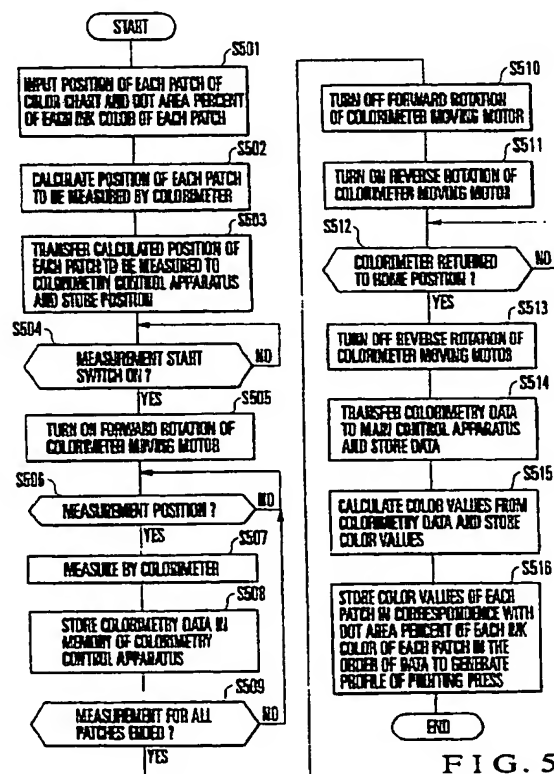 START
S501
INPUT POSITION OF EACH PATCH OF
COLOR CHART AND DOT AREA PERCENT
OF EACH INK COLOR OF EACH PATCH
S502
CALCULATE POSITION OF EACH PATCH
TO BE MEASURED BY COLORIMETER
S503
TRANSFER CALCULATED POSITION OF
EACH PATCH TO BE MEASURED TO
COLORIMETRY CONTROL APPARATUS
AND STORE POSITION
S504
MEASUREMENT START
SWITCH ON ?
NO
YES
S505
TURN ON FORWARD ROTATION OF
COLORIMETER MOVING MOTOR
S506
MEASUREMENT POSITION ?
NO
YES
S507
MEASURE BY COLORIMETER
S508
STORE COLORIMETRY DATA IN
MEMORY OF COLORIMETRY
CONTROL APPARATUS
S509
MEASUREMENT FOR ALL
PATCHES ENDED ?
NO
YES
S510
TURN OFF FORWARD ROTATION
OF COLORIMETER MOVING MOTOR
S511
TURN ON REVERSE ROTATION OF
COLORIMETER MOVING MOTOR
S512
COLORIMETER RETURNED
TO HOME POSITION ?
NO
YES
S513
TURN OFF REVERSE ROTATION OF
COLORIMETER MOVING MOTOR
S514
TRANSFER COLORIMETRY DATA
TO MAIN CONTROL APPARATUS
AND STORE DATA
S515
CALCULATE COLOR VALUES FROM
COLORIMETRY DATA AND STORE
COLOR VALUES
S516
STORE COLOR VALUES OF EACH
PATCH IN CORRESPONDENCE WITH
DOT AREA PERCENT OF EACH INK
COLOR OF EACH PATCH IN THE
ORDER OF DATA TO GENERATE
PROFILE OF PRINTING PRESS
END
FIG. 5